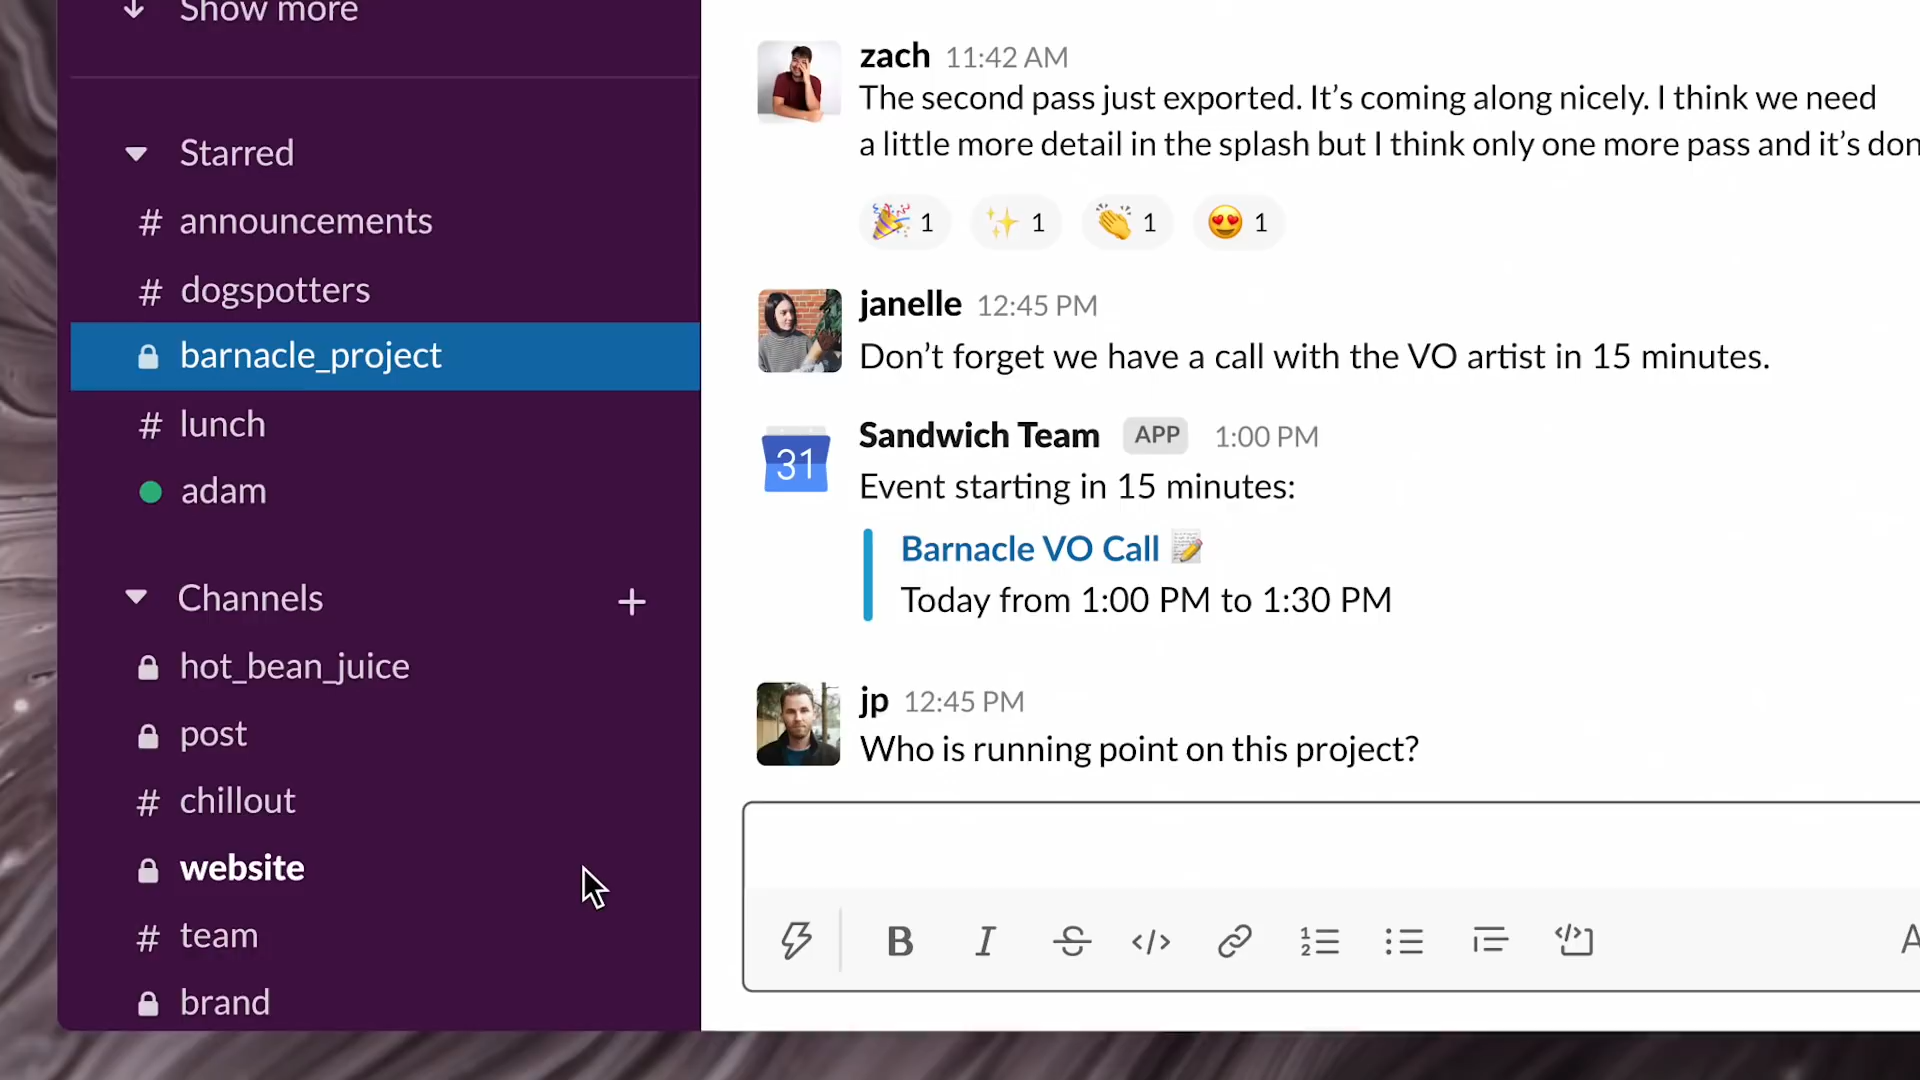 Show more
Starred
# announcements
# dogspotters
barnacle_project
# lunch
adam
Channels +
hot_bean_juice
post
# chillout
website
# team
brand
zach 11:42 AM
The second pass just exported. It’s coming along nicely. I think we need
a little more detail in the splash but I think only one more pass and it’s don
1 1 1 1
janelle 12:45 PM
Don’t forget we have a call with the VO artist in 15 minutes.
31
Sandwich Team APP 1:00 PM
Event starting in 15 minutes:
Barnacle VO Call
Today from 1:00 PM to 1:30 PM
jp 12:45 PM
Who is running point on this project?
B I S </> A